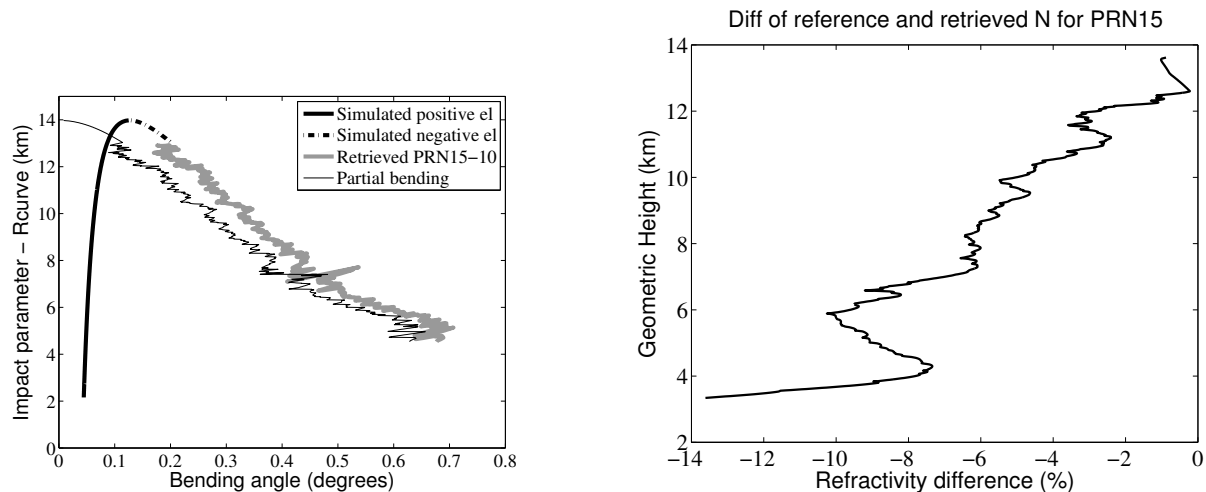 Impact parameter − Rcurve (km)
16
14
12
10
8
6
4
2
0
0 0.1 0.2 0.3 0.4 0.5 0.6 0.7 0.8
Bending angle (degrees)
Simulated positive el
Simulated negative el
Retrieved PRN15−10
Partial bending
Diff of reference and retrieved N for PRN15
Geometric Height (km)
14
12
10
8
6
4
2
−14 −12 −10 −8 −6 −4 −2 0
Refractivity difference (%)